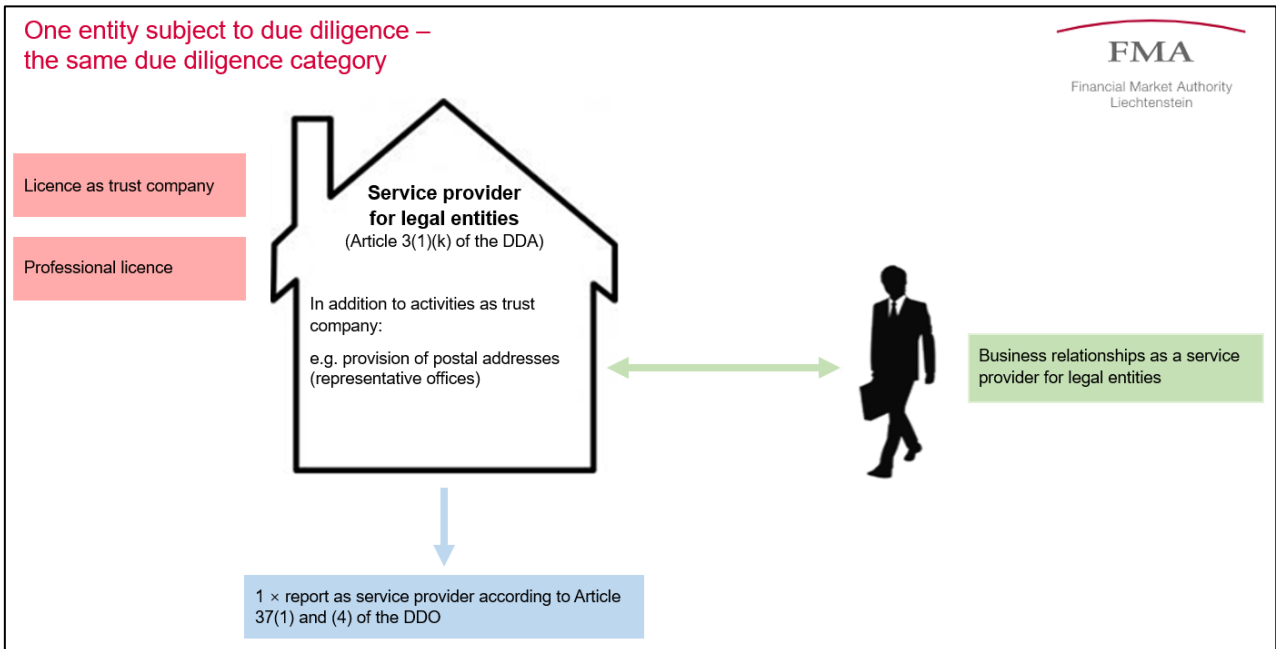 One entity subject to due diligence –
the same due diligence category
FMA
Financial Market Authority
Liechtenstein
Licence as trust company
Professional licence
Service provider
for legal entities
(Article 3(1)(k) of the DDA)
In addition to activities as trust
company:
e.g. provision of postal addresses
(representative offices)
Business relationships as a service
provider for legal entities
1 × report as service provider according to Article
37(1) and (4) of the DDO